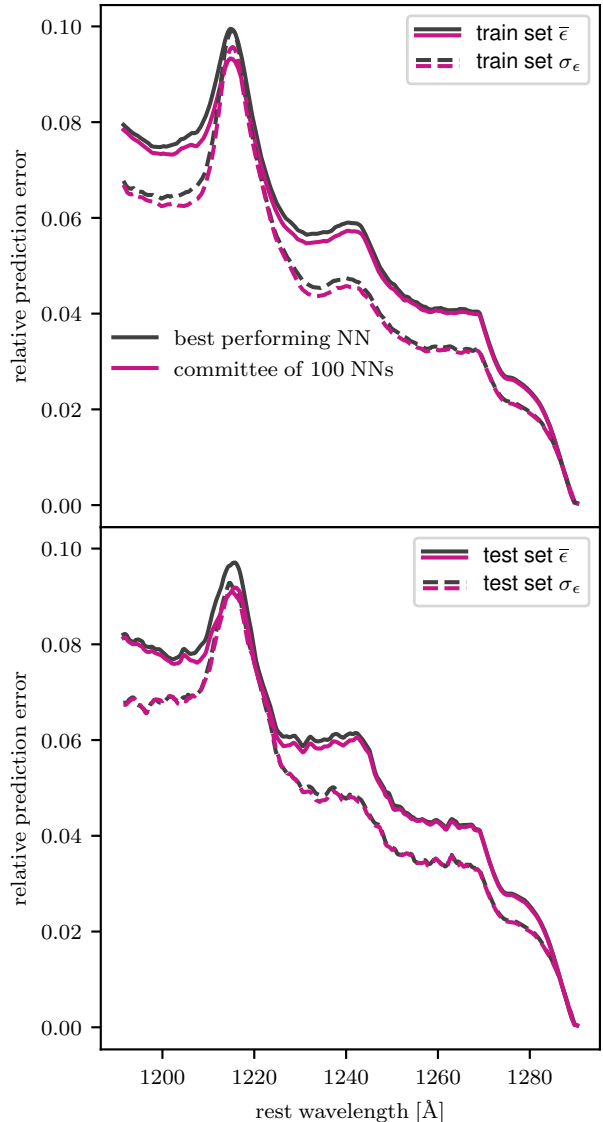 0.10
train set ϵ̅
train set σϵ
0.08
0.06
relative prediction error
0.04
best performing NN
committee of 100 NNs
0.02
0.00
0.10
test set ϵ̅
test set σϵ
0.08
0.06
relative prediction error
0.04
0.02
0.00
1200 1220 1240 1260 1280
rest wavelength [Å]